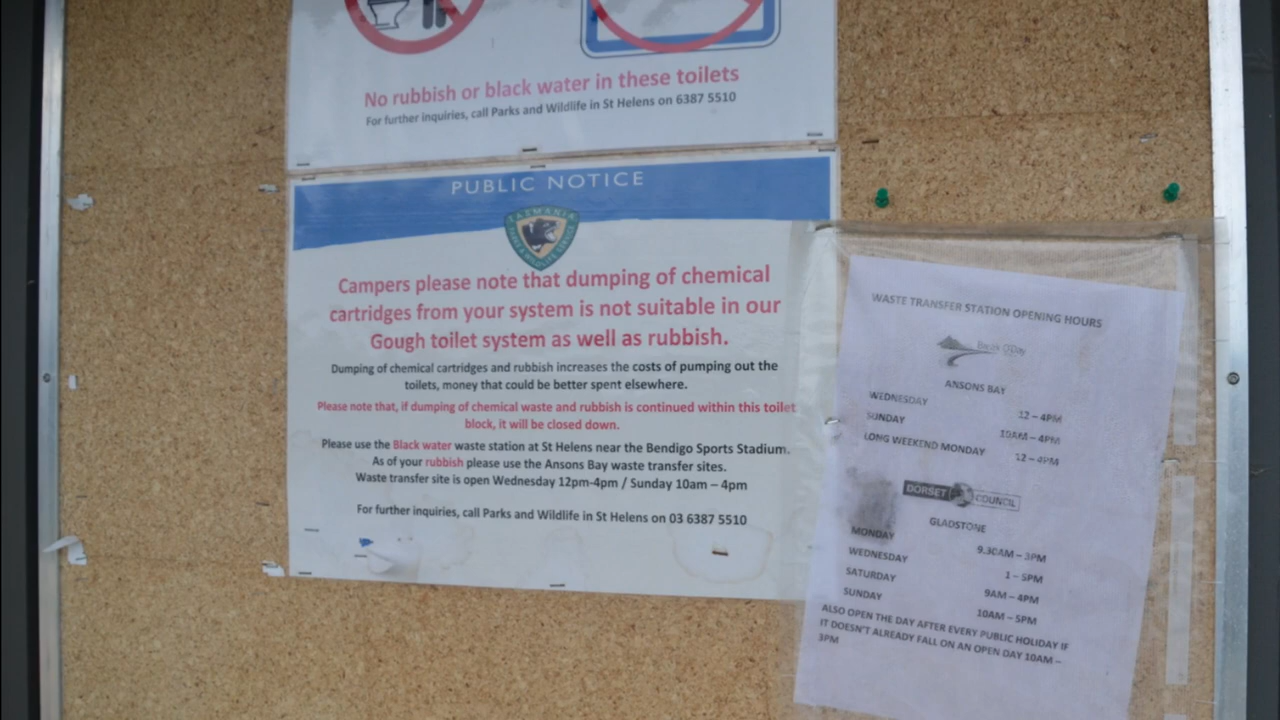 No rubbish or black water in these toilets
For further inquiries, call Parks and Wildlife in St Helens on 6387 5510
PUBLIC NOTICE
TASMANIA
PARKS & WILDLIFE SERVICE
Campers please note that dumping of chemical
cartridges from your system is not suitable in our
Gough toilet system as well as rubbish.
Dumping of chemical cartridges and rubbish increases the costs of pumping out the
toilets, money that could be better spent elsewhere.
Please note that, if dumping of chemical waste and rubbish is continued within this toilet
block, it will be closed down.
Please use the Black water waste station at St Helens near the Bendigo Sports Stadium.
As of your rubbish please use the Ansons Bay waste transfer sites.
Waste transfer site is open Wednesday 12pm-4pm / Sunday 10am – 4pm
For further inquiries, call Parks and Wildlife in St Helens on 03 6387 5510
WASTE TRANSFER STATION OPENING HOURS
Break O'Day
ANSONS BAY
WEDNESDAY 12 – 4PM
SUNDAY 10AM – 4PM
LONG WEEKEND MONDAY 12 – 4PM
DORSET COUNCIL
GLADSTONE
MONDAY 9.30AM – 3PM
WEDNESDAY 1 – 5PM
SATURDAY 9AM – 4PM
SUNDAY 10AM – 5PM
ALSO OPEN THE DAY AFTER EVERY PUBLIC HOLIDAY IF
IT DOESN'T ALREADY FALL ON AN OPEN DAY 10AM –
3PM